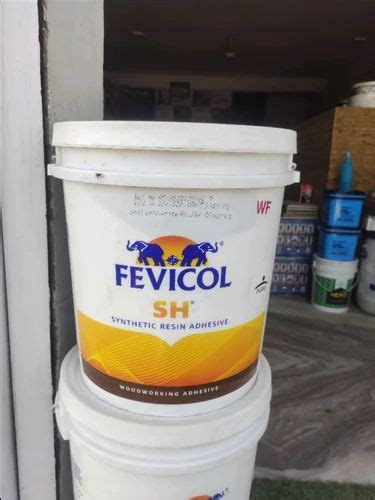 WF
FEVICOL
SH
SYNTHETIC RESIN ADHESIVE
WOODWORKING ADHESIVE